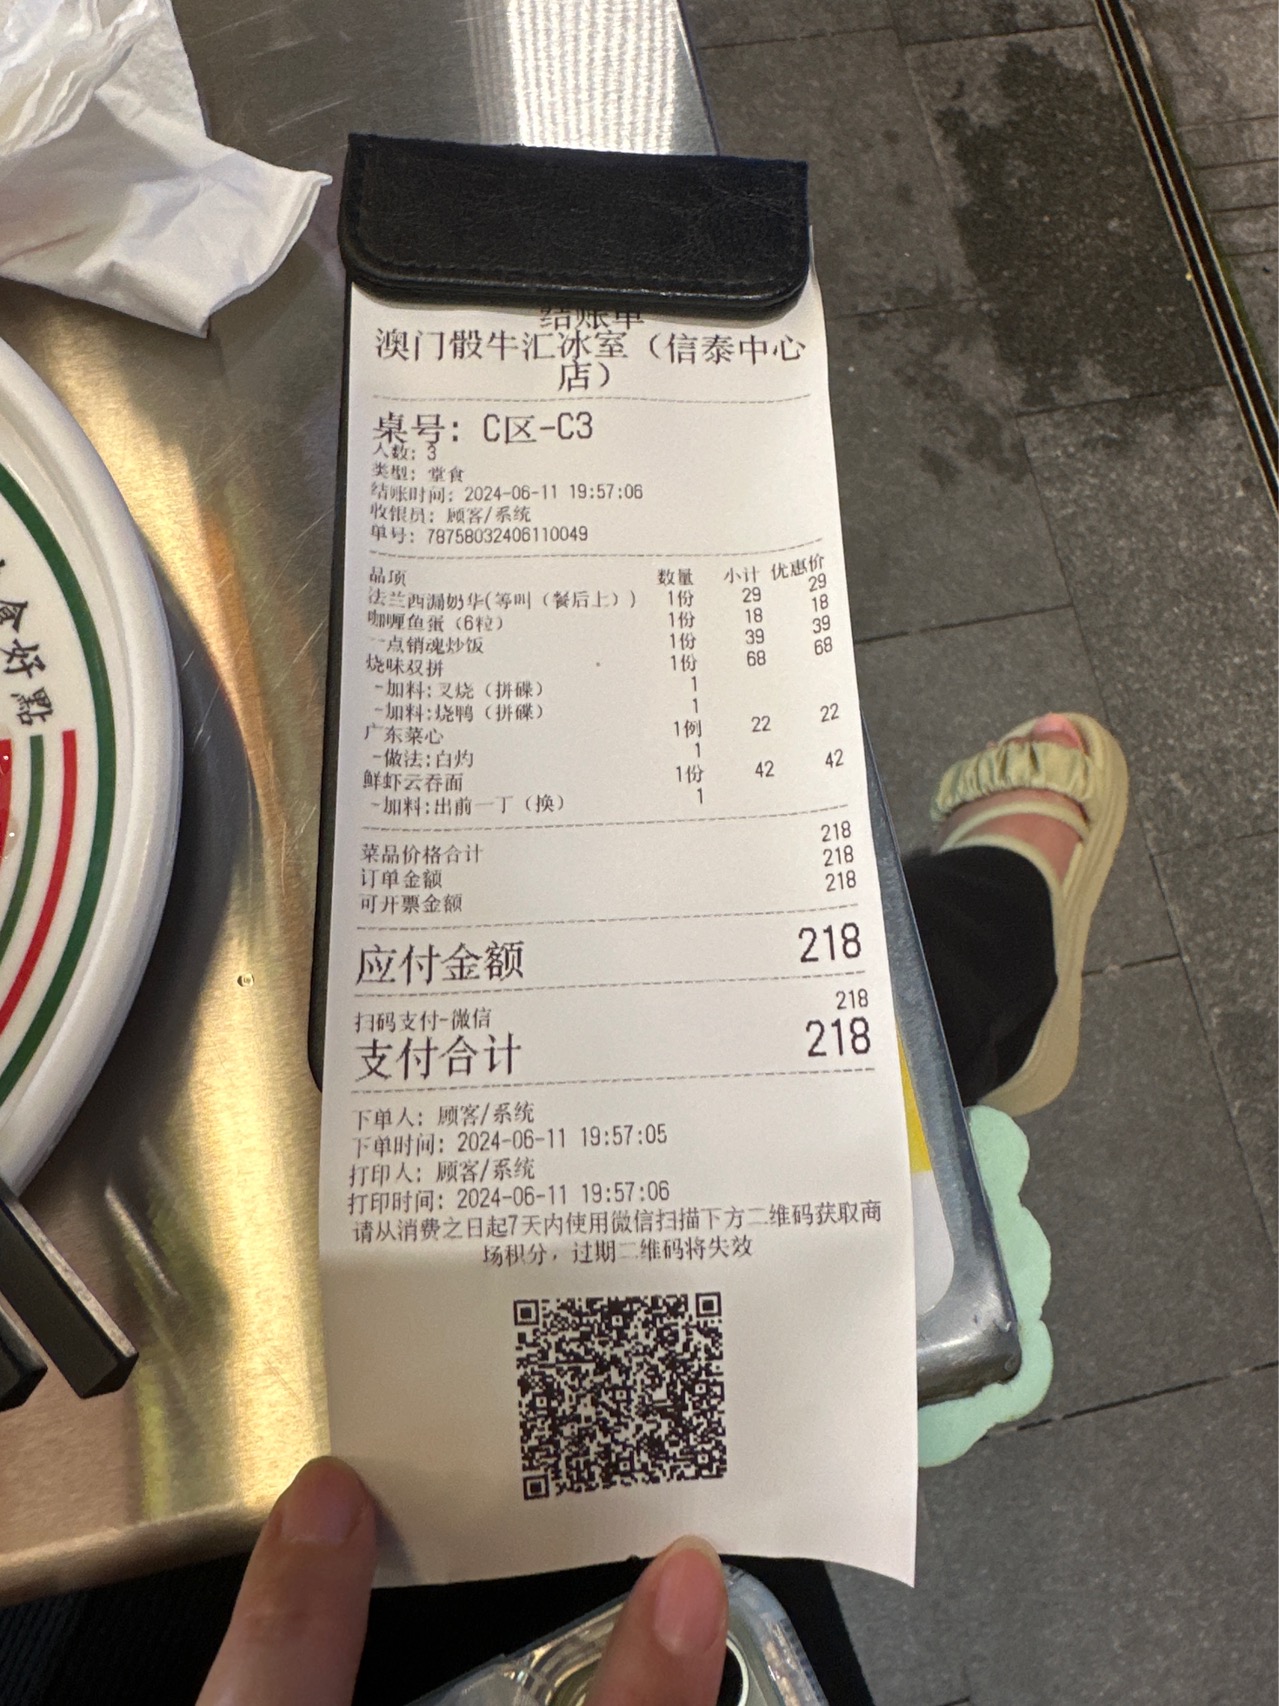 结账单
澳门骰牛汇冰室（信泰中心
店）
桌号: C区-C3
人数: 3
类型: 堂食
结账时间: 2024-06-11 19:57:06
收银员: 顾客/系统
单号: 78758032406110049
品项 数量 小计 优惠价
法兰西漏奶华(等叫（餐后上）) 1份 29 29
咖喱鱼蛋（6粒） 1份 18 18
一点销魂炒饭 1份 39 39
烧味双拼 1份 68 68
-加料:叉烧（拼碟） 1
-加料:烧鸭（拼碟） 1
广东菜心 1例 22 22
-做法:白灼 1
鲜虾云吞面 1份 42 42
-加料:出前一丁（换） 1
菜品价格合计 218
订单金额 218
可开票金额 218
应付金额 218
扫码支付-微信 218
支付合计 218
下单人: 顾客/系统
下单时间: 2024-06-11 19:57:05
打印人: 顾客/系统
打印时间: 2024-06-11 19:57:06
请从消费之日起7天内使用微信扫描下方二维码获取商
场积分，过期二维码将失效
食好點